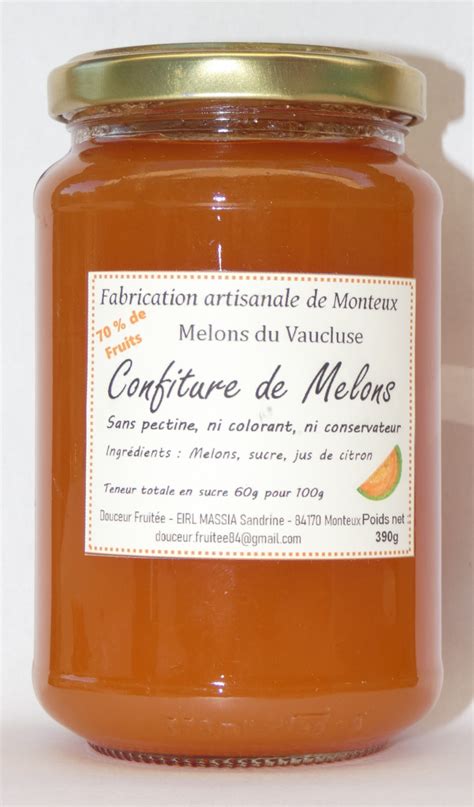 Fabrication artisanale de Monteux
70 % de
Fruits
Melons du Vaucluse
Confiture de Melons
Sans pectine, ni colorant, ni conservateur
Ingrédients : Melons, sucre, jus de citron
Teneur totale en sucre 60g pour 100g
Douceur Fruitée - EIRL MASSIA Sandrine - 84170 Monteux
douceur.fruitee84@gmail.com
Poids net
390g